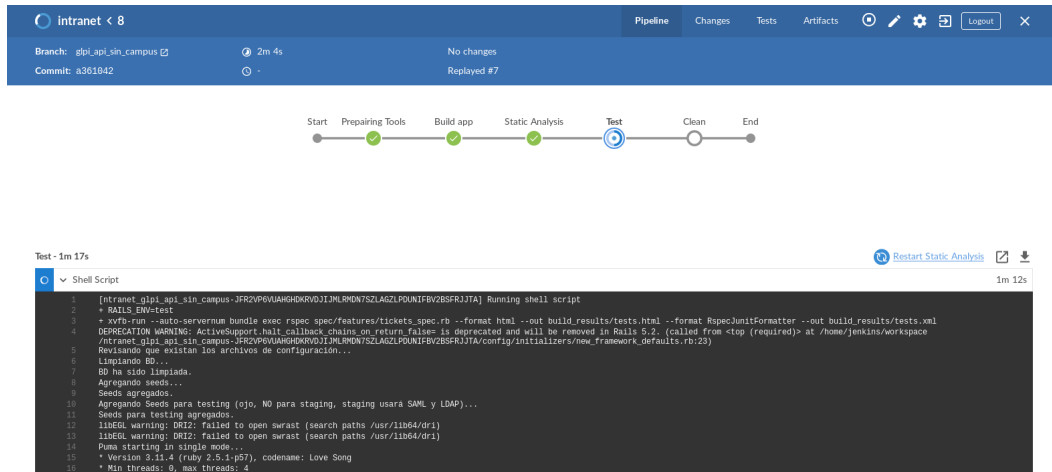 intranet < 8
Pipeline Changes Tests Artifacts Logout
Branch: glpi_api_sin_campus 2m 4s No changes
Commit: a361042 - Replayed #7
Start Prepairing Tools Build app Static Analysis Test Clean End
Test - 1m 17s Restart Static Analysis
Shell Script 1m 12s
1 [ntranet_glpi_api_sin_campus-JFR2VP6VUAHGHDKRVDJIJMLRMDN7SZLAGZLPDUNIFBV2BSFRJJTA] Running shell script
2 + RAILS_ENV=test
3 + xvfb-run --auto-servernum bundle exec rspec spec/features/tickets_spec.rb --format html --out build_results/tests.html --format RspecJunitFormatter --out build_results/tests.xml
4 DEPRECATION WARNING: ActiveSupport.halt_callback_chains_on_return_false= is deprecated and will be removed in Rails 5.2. (called from <top (required)> at /home/jenkins/workspace
/ntranet_glpi_api_sin_campus-JFR2VP6VUAHGHDKRVDJIJMLRMDN7SZLAGZLPDUNIFBV2BSFRJJTA/config/initializers/new_framework_defaults.rb:23)
5 Revisando que existan los archivos de configuración...
6 Limpiando BD...
7 BD ha sido limpiada.
8 Agregando seeds...
9 Seeds agregados.
10 Agregando Seeds para testing (ojo, NO para staging, staging usará SAML y LDAP)...
11 Seeds para testing agregados.
12 libEGL warning: DRI2: failed to open swrast (search paths /usr/lib64/dri)
13 libEGL warning: DRI2: failed to open swrast (search paths /usr/lib64/dri)
14 Puma starting in single mode...
15 * Version 3.11.4 (ruby 2.5.1-p57), codename: Love Song
16 * Min threads: 0, max threads: 4